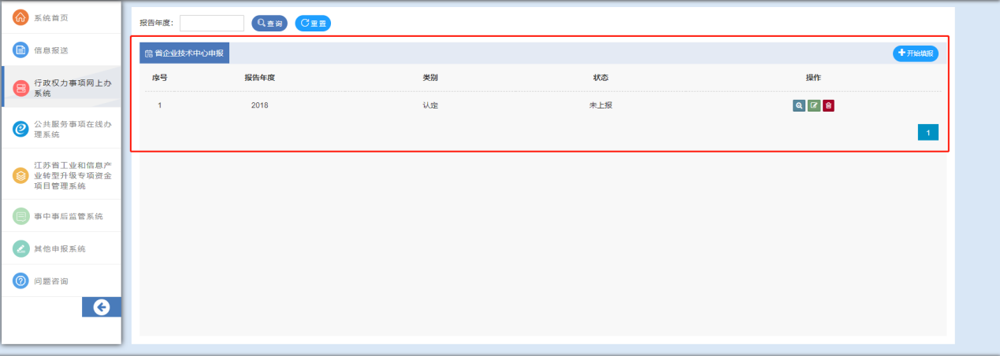 系统首页
信息报送
行政权力事项网上办
系统
公共服务事项在线办
理系统
江苏省工业和信息产
业转型升级专项资金
项目管理系统
事中事后监管系统
其他申报系统
问题咨询
报告年度：
查询
重置
省企业技术中心申报
开始填报
序号 报告年度 类别 状态 操作
1 2018 认定 未上报
1